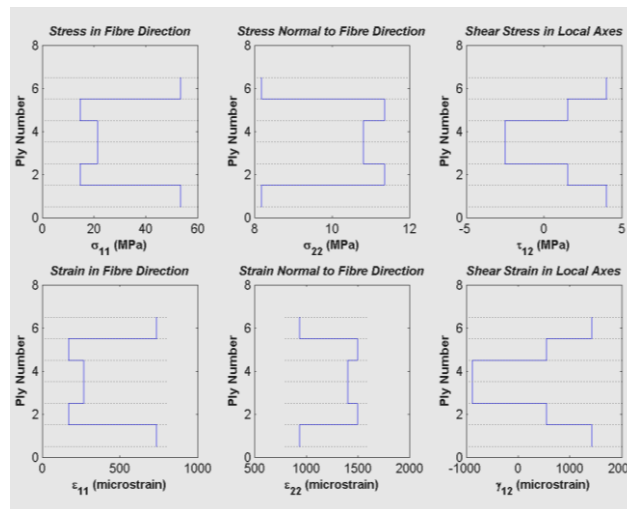 Stress in Fibre Direction
8
6
4
2
0
Ply Number
0 20 40 60
σ11 (MPa)
Stress Normal to Fibre Direction
8
6
4
2
0
Ply Number
8 10 12
σ22 (MPa)
Shear Stress in Local Axes
8
6
4
2
0
Ply Number
-5 0 5
τ12 (MPa)
Strain in Fibre Direction
8
6
4
2
0
Ply Number
0 500 1000
ε11 (microstrain)
Strain Normal to Fibre Direction
8
6
4
2
0
Ply Number
500 1000 1500 2000
ε22 (microstrain)
Shear Strain in Local Axes
8
6
4
2
0
Ply Number
-1000 0 1000 200
γ12 (microstrain)